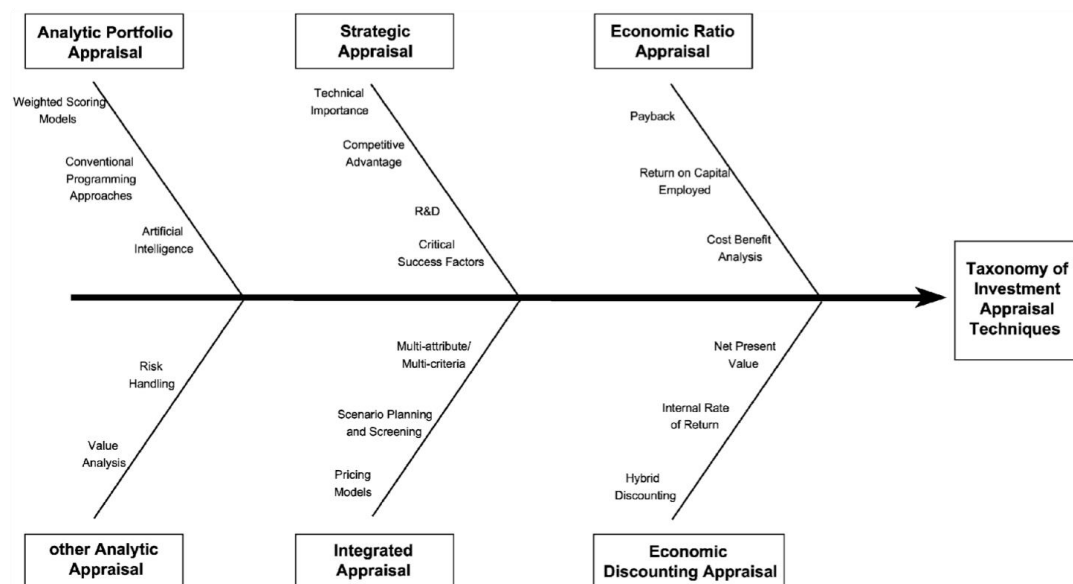 Analytic Portfolio
Appraisal
Strategic
Appraisal
Economic Ratio
Appraisal
Weighted Scoring
Models
Conventional
Programming
Approaches
Artificial
Intelligence
Technical
Importance
Competitive
Advantage
R&D
Critical
Success Factors
Payback
Return on Capital
Employed
Cost Benefit
Analysis
Taxonomy of
Investment
Appraisal
Techniques
Risk
Handling
Value
Analysis
Multi-attribute/
Multi-criteria
Scenario Planning
and Screening
Pricing
Models
Net Present
Value
Internal Rate
of Return
Hybrid
Discounting
other Analytic
Appraisal
Integrated
Appraisal
Economic
Discounting Appraisal